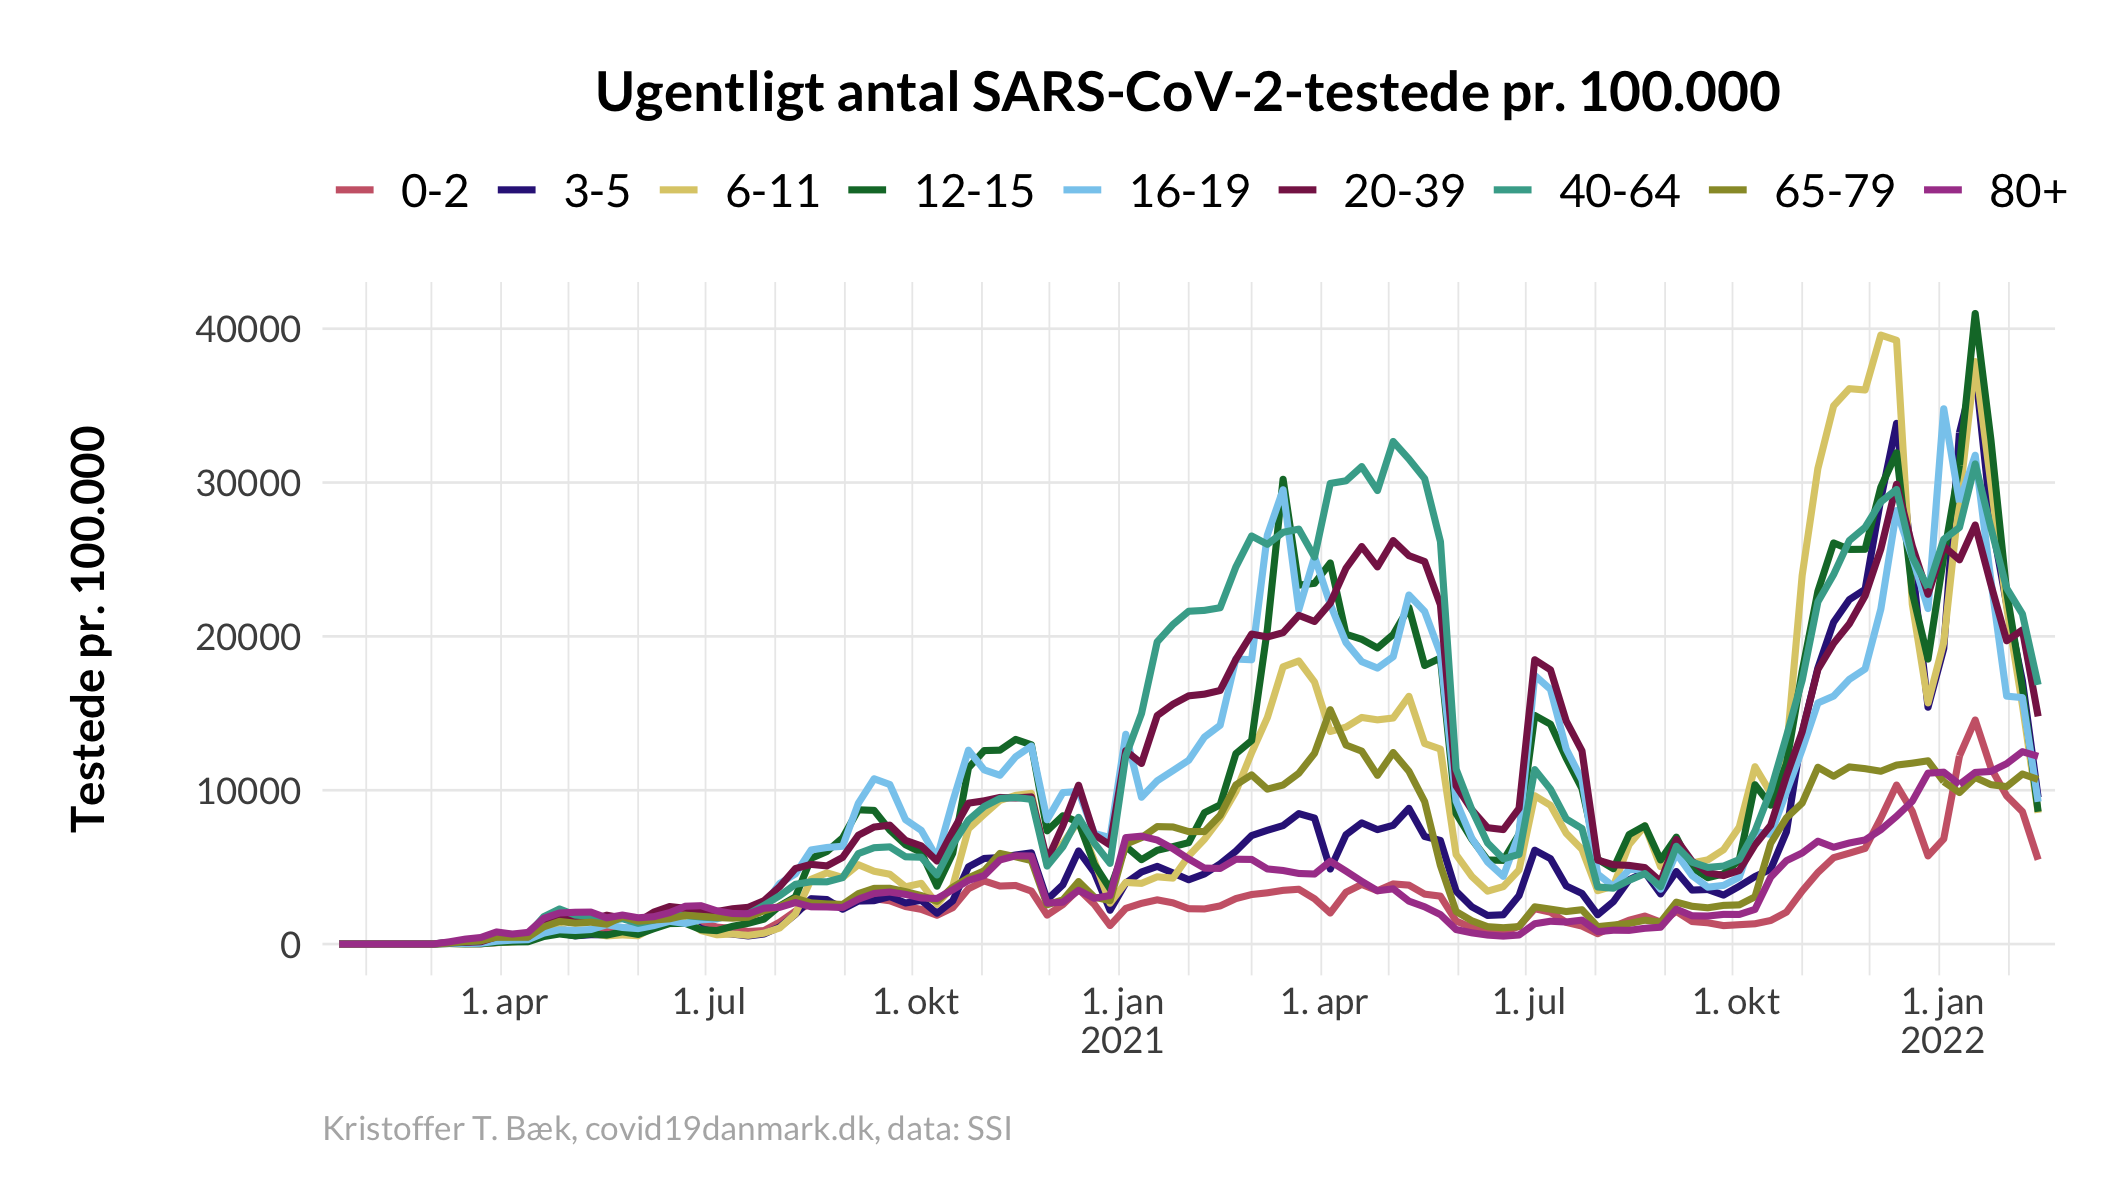 Ugentligt antal SARS-CoV-2-testede pr. 100.000
0-2 3-5 6-11 12-15 16-19 20-39 40-64 65-79 80+
Testede pr. 100.000
40000
30000
20000
10000
0
1. apr 1. jul 1. okt 1. jan 1. apr 1. jul 1. okt 1. jan
2021 2022
Kristoffer T. Bæk, covid19danmark.dk, data: SSI